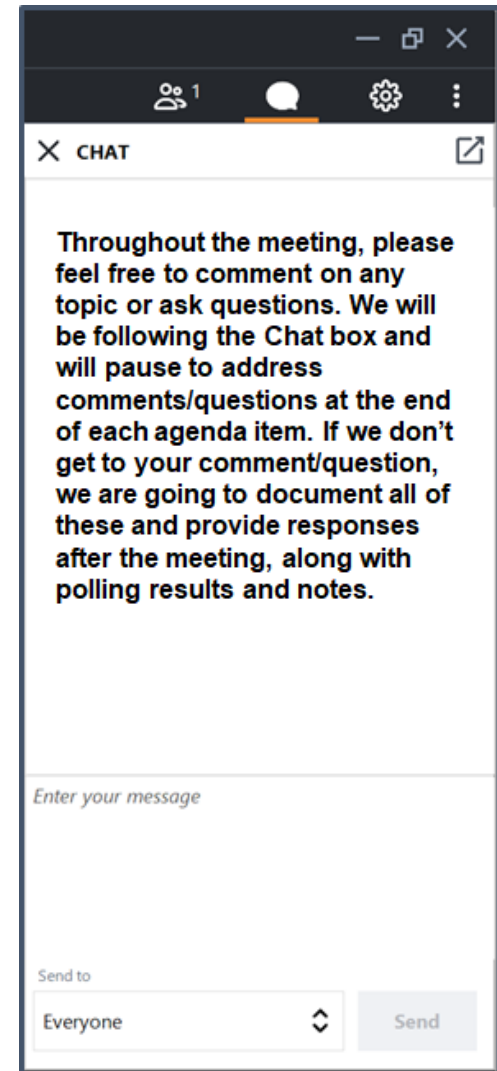 1
CHAT
Throughout the meeting, please
feel free to comment on any
topic or ask questions. We will
be following the Chat box and
will pause to address
comments/questions at the end
of each agenda item. If we don’t
get to your comment/question,
we are going to document all of
these and provide responses
after the meeting, along with
polling results and notes.
Enter your message
Send to
Everyone
Send